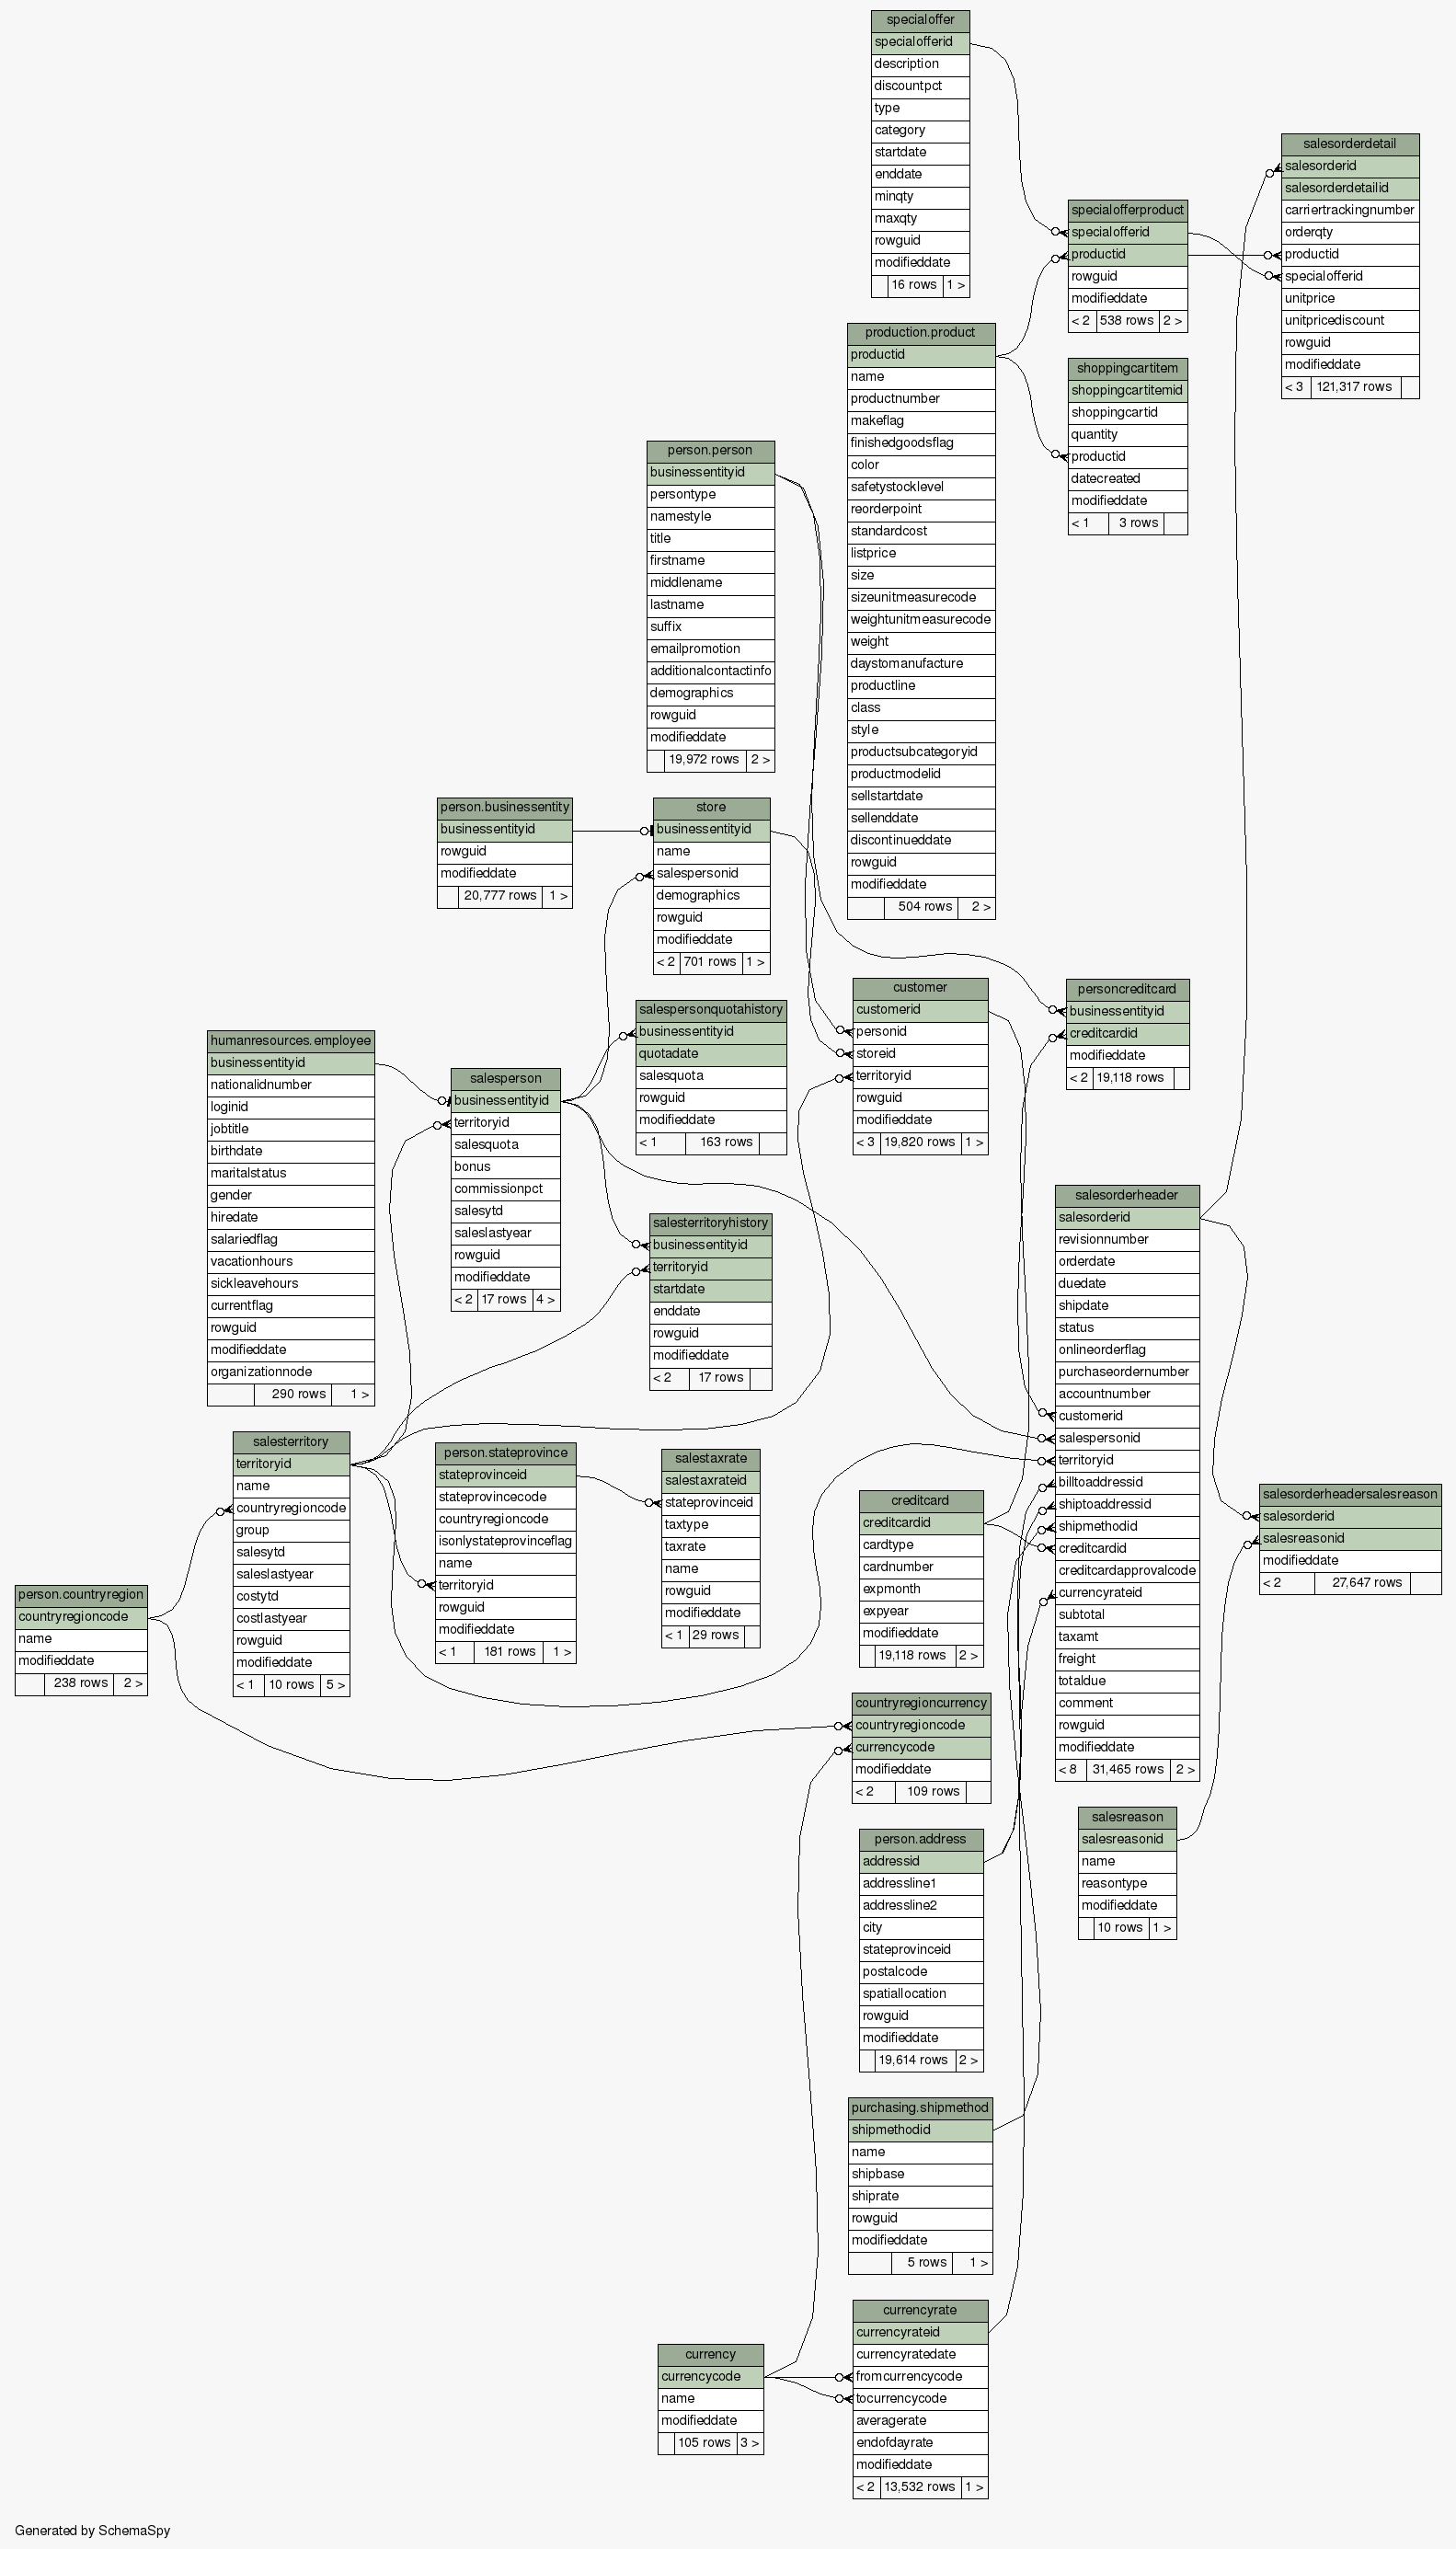 specialoffer
specialofferid
description
discountpct
type
category
startdate
enddate
minqty
maxqty
rowguid
modifieddate
16 rows 1 >
salesorderdetail
salesorderid
salesorderdetailid
carriertrackingnumber
orderqty
productid
specialofferid
unitprice
unitpricediscount
rowguid
modifieddate
< 3 121,317 rows
specialofferproduct
specialofferid
productid
rowguid
modifieddate
< 2 538 rows 2 >
production.product
productid
name
productnumber
makeflag
finishedgoodsflag
color
safetystocklevel
reorderpoint
standardcost
listprice
size
sizeunitmeasurecode
weightunitmeasurecode
weight
daystomanufacture
productline
class
style
productsubcategoryid
productmodelid
sellstartdate
sellenddate
discontinueddate
rowguid
modifieddate
504 rows 2 >
shoppingcartitem
shoppingcartitemid
shoppingcartid
quantity
productid
datecreated
modifieddate
< 1 3 rows
person.person
businessentityid
persontype
namestyle
title
firstname
middlename
lastname
suffix
emailpromotion
additionalcontactinfo
demographics
rowguid
modifieddate
19,972 rows 2 >
person.businessentity
businessentityid
rowguid
modifieddate
20,777 rows 1 >
store
businessentityid
name
salespersonid
demographics
rowguid
modifieddate
< 2 701 rows 1 >
customer
customerid
personid
storeid
territoryid
rowguid
modifieddate
< 3 19,820 rows 1 >
personcreditcard
businessentityid
creditcardid
modifieddate
< 2 19,118 rows
salespersonquotahistory
businessentityid
quotadate
salesquota
rowguid
modifieddate
< 1 163 rows
humanresources.employee
businessentityid
nationalidnumber
loginid
jobtitle
birthdate
maritalstatus
gender
hiredate
salariedflag
vacationhours
sickleavehours
currentflag
rowguid
modifieddate
organizationnode
290 rows 1 >
salesperson
businessentityid
territoryid
salesquota
bonus
commissionpct
salesytd
saleslastyear
rowguid
modifieddate
< 2 17 rows 4 >
salesterritoryhistory
businessentityid
territoryid
startdate
enddate
rowguid
modifieddate
< 2 17 rows
salesorderheader
salesorderid
revisionnumber
orderdate
duedate
shipdate
status
onlineorderflag
purchaseordernumber
accountnumber
customerid
salespersonid
territoryid
billtoaddressid
shiptoaddressid
shipmethodid
creditcardid
creditcardapprovalcode
currencyrateid
subtotal
taxamt
freight
totaldue
comment
rowguid
modifieddate
< 8 31,465 rows 2 >
salesterritory
territoryid
name
countryregioncode
group
salesytd
saleslastyear
costytd
costlastyear
rowguid
modifieddate
< 1 10 rows 5 >
person.stateprovince
stateprovinceid
stateprovincecode
countryregioncode
isonlystateprovinceflag
name
territoryid
rowguid
modifieddate
< 1 181 rows 1 >
salestaxrate
salestaxrateid
stateprovinceid
taxtype
taxrate
name
rowguid
modifieddate
< 1 29 rows
creditcard
creditcardid
cardtype
cardnumber
expmonth
expyear
modifieddate
19,118 rows 2 >
salesorderheadersalesreason
salesorderid
salesreasonid
modifieddate
< 2 27,647 rows
person.countryregion
countryregioncode
name
modifieddate
238 rows 2 >
countryregioncurrency
countryregioncode
currencycode
modifieddate
< 2 109 rows
salesreason
salesreasonid
name
reasontype
modifieddate
10 rows 1 >
person.address
addressid
addressline1
addressline2
city
stateprovinceid
postalcode
spatiallocation
rowguid
modifieddate
19,614 rows 2 >
purchasing.shipmethod
shipmethodid
name
shipbase
shiprate
rowguid
modifieddate
5 rows 1 >
currencyrate
currencyrateid
currencyratedate
fromcurrencycode
tocurrencycode
averagerate
endofdayrate
modifieddate
< 2 13,532 rows 1 >
currency
currencycode
name
modifieddate
105 rows 3 >
Generated by SchemaSpy